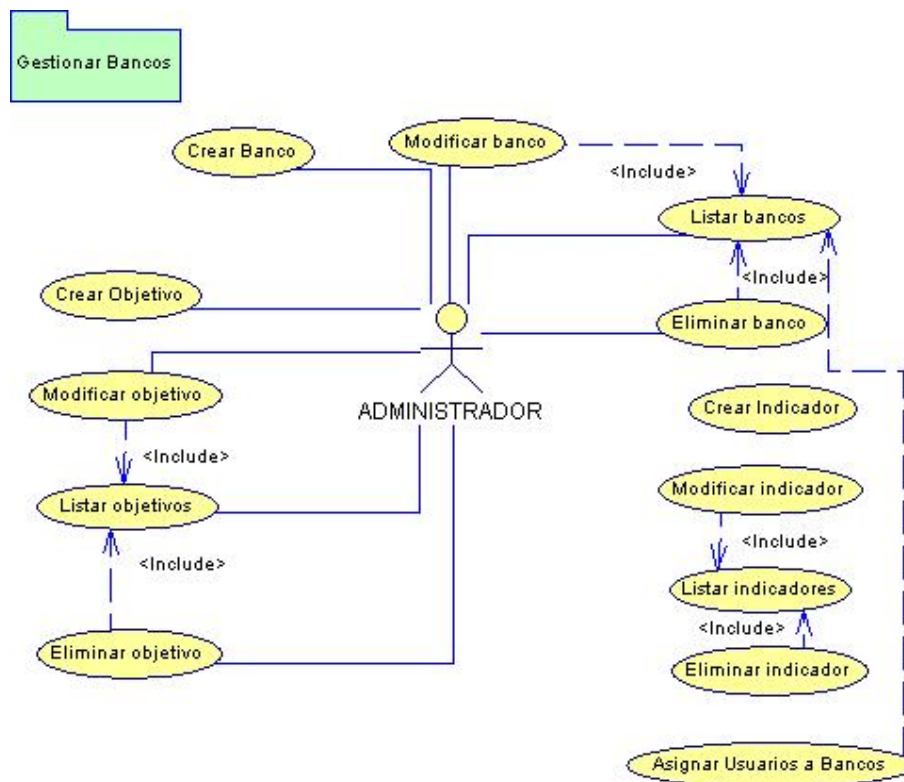 Gestionar Bancos
Modificar banco
Crear Banco
<Include>
Listar bancos
<Include>
Crear Objetivo
Eliminar banco
Modificar objetivo
ADMINISTRADOR
Crear Indicador
<Include>
Modificar indicador
Listar objetivos
<Include>
<Include>
Listar indicadores
<Include>
Eliminar objetivo
Eliminar indicador
Asignar Usuarios a Bancos